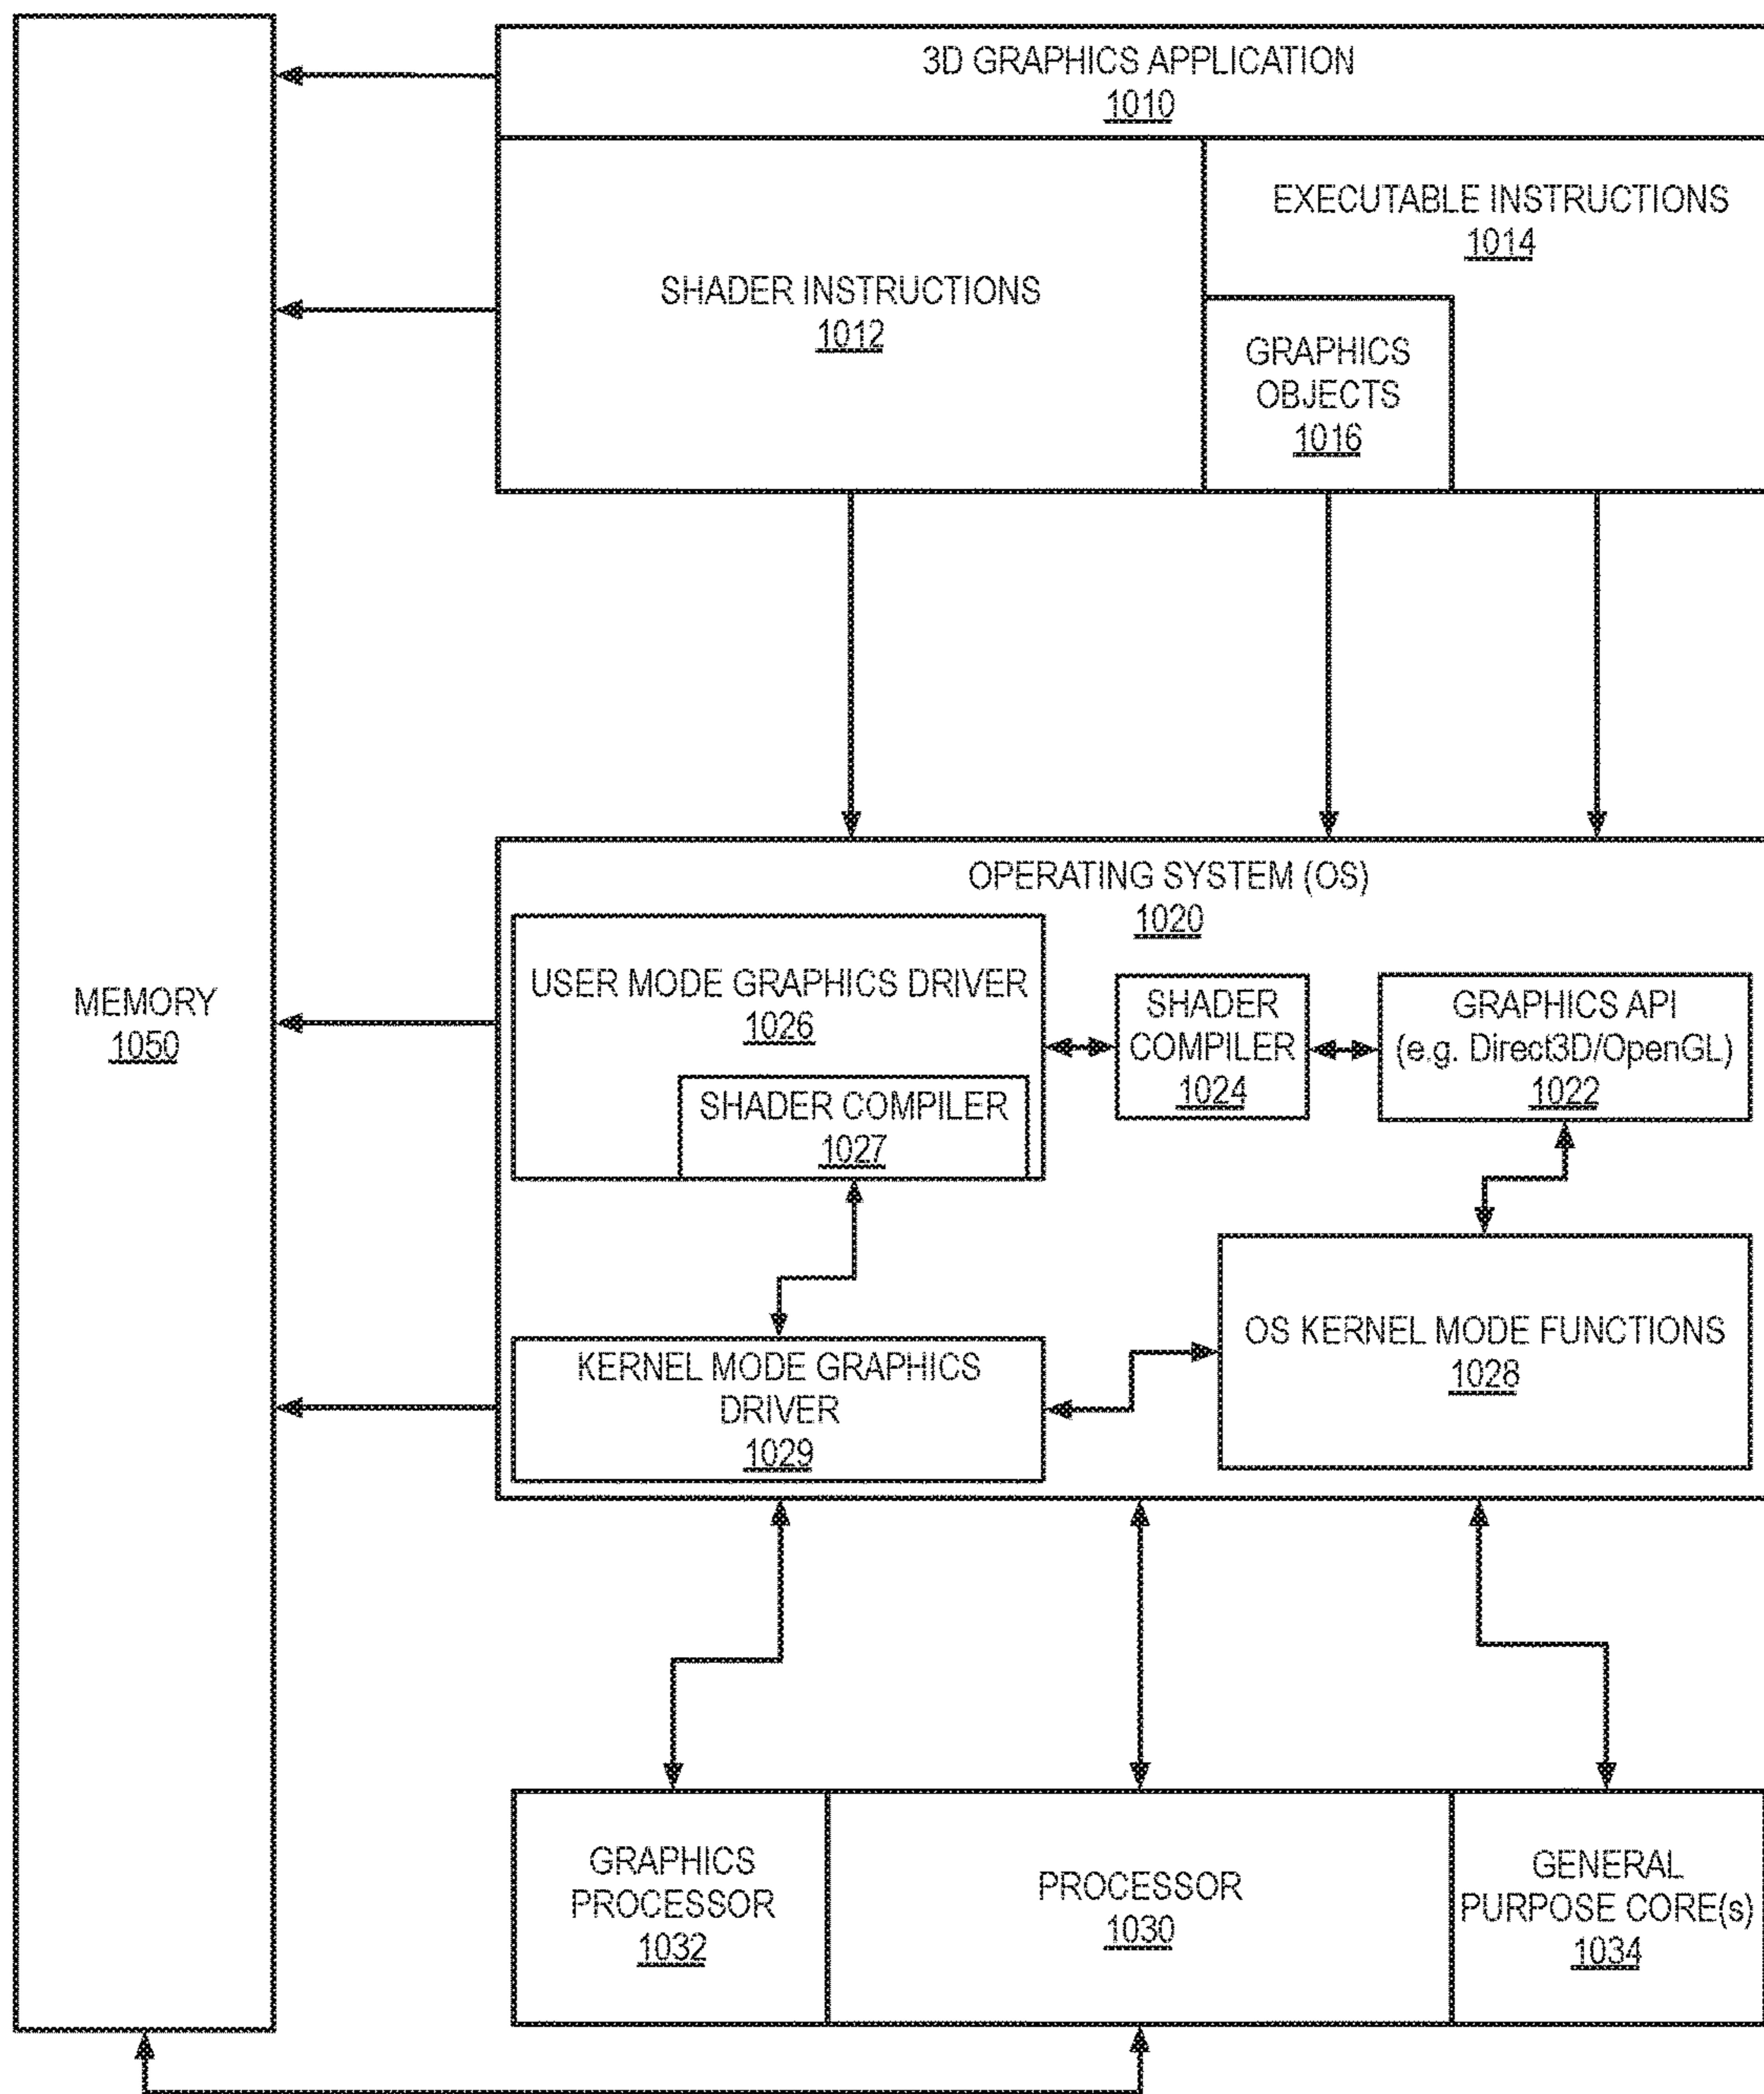 3D GRAPHICS APPLICATION
1010
EXECUTABLE INSTRUCTIONS
1014
SHADER INSTRUCTIONS
1012
GRAPHICS
OBJECTS
1016
OPERATING SYSTEM (OS)
1020
USER MODE GRAPHICS DRIVER
1026
SHADER COMPILER
1027
SHADER
COMPILER
1024
GRAPHICS API
(e.g. Direct3D/OpenGL)
1022
MEMORY
1050
OS KERNEL MODE FUNCTIONS
1028
KERNEL MODE GRAPHICS
DRIVER
1029
GRAPHICS
PROCESSOR
1032
PROCESSOR
1030
GENERAL
PURPOSE CORE(s)
1034